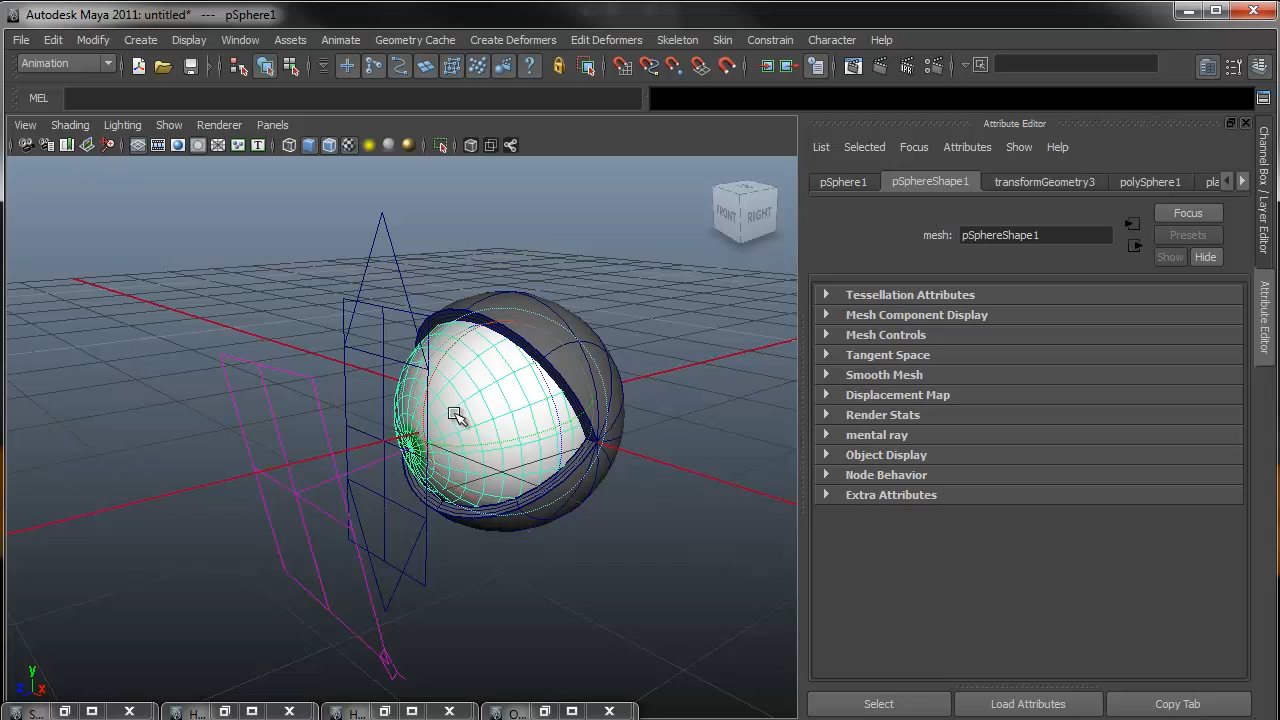 Autodesk Maya 2011: untitled* --- pSphere1
File Edit Modify Create Display Window Assets Animate Geometry Cache Create Deformers Edit Deformers Skeleton Skin Constrain Character Help
Animation
MEL
View Shading Lighting Show Renderer Panels
Attribute Editor
List Selected Focus Attributes Show Help
pSphere1 pSphereShape1 transformGeometry3 polySphere1 pla
Focus
mesh: pSphereShape1
Presets
Show Hide
Tessellation Attributes
Mesh Component Display
Mesh Controls
Tangent Space
Smooth Mesh
Displacement Map
Render Stats
mental ray
Object Display
Node Behavior
Extra Attributes
Select Load Attributes Copy Tab
Channel Box / Layer Editor
Attribute Editor
FRONT RIGHT
y
z x
S... H... H... O...